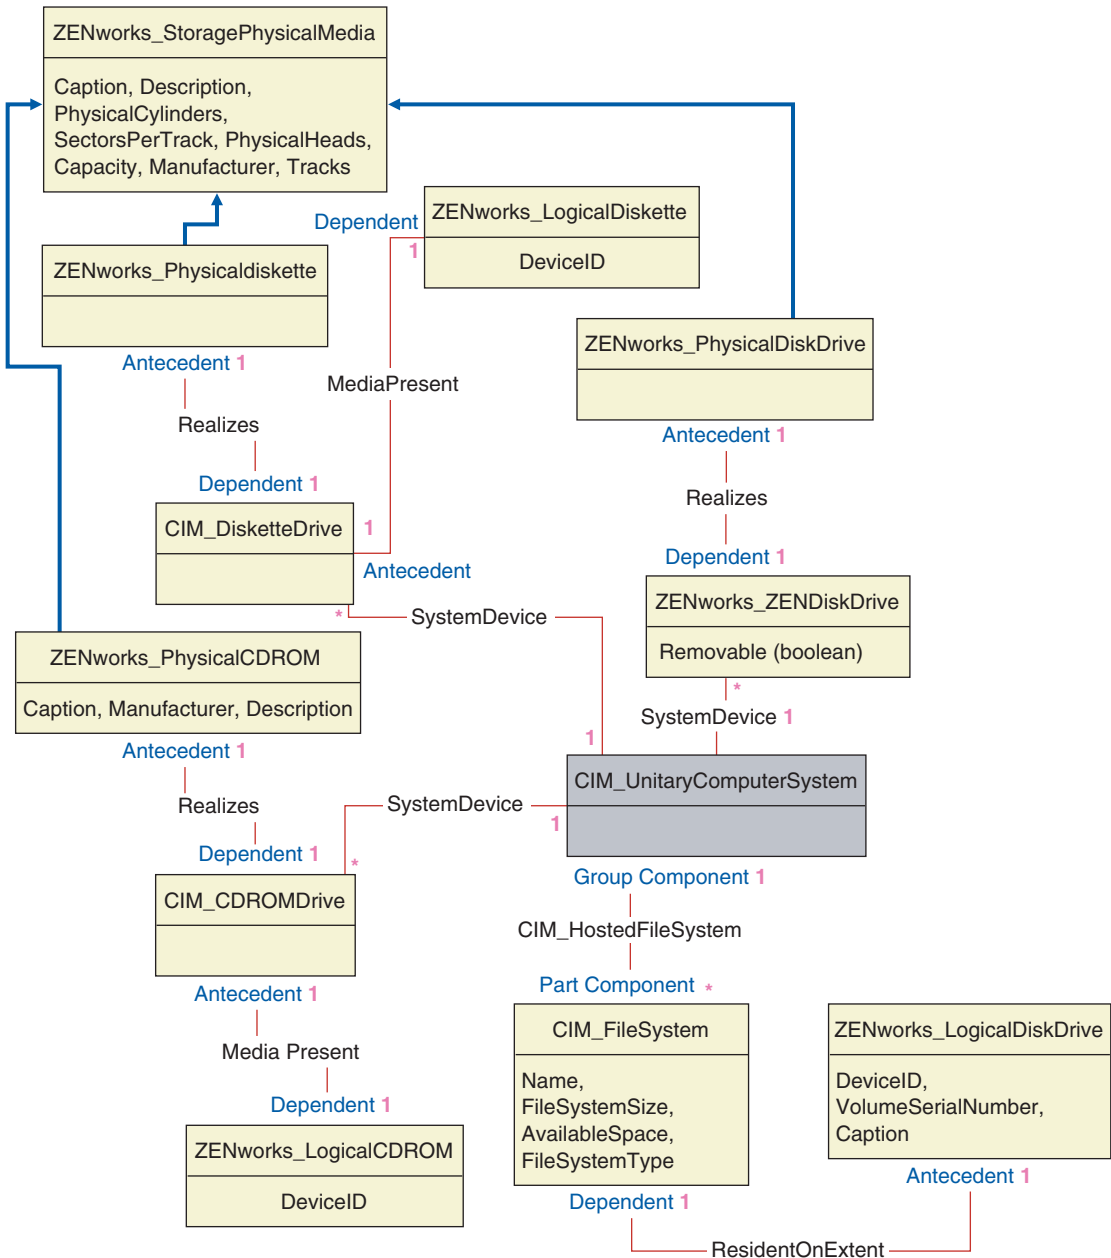 ZENworks_StoragePhysicalMedia
Caption, Description,
PhysicalCylinders,
SectorsPerTrack, PhysicalHeads,
Capacity, Manufacturer, Tracks
Dependent
1
ZENworks_LogicalDiskette
DeviceID
ZENworks_Physicaldiskette
Antecedent 1
Realizes
Dependent 1
MediaPresent
ZENworks_PhysicalDiskDrive
Antecedent 1
Realizes
Dependent 1
CIM_DisketteDrive
1
Antecedent
*
SystemDevice
1
ZENworks_ZENDiskDrive
Removable (boolean)
*
SystemDevice 1
ZENworks_PhysicalCDROM
Caption, Manufacturer, Description
Antecedent 1
Realizes
Dependent 1
CIM_UnitaryComputerSystem
SystemDevice
1
*
CIM_CDROMDrive
Antecedent 1
Media Present
Dependent 1
ZENworks_LogicalCDROM
DeviceID
Group Component 1
CIM_HostedFileSystem
Part Component *
CIM_FileSystem
Name,
FileSystemSize,
AvailableSpace,
FileSystemType
Dependent 1
ZENworks_LogicalDiskDrive
DeviceID,
VolumeSerialNumber,
Caption
Antecedent 1
ResidentOnExtent